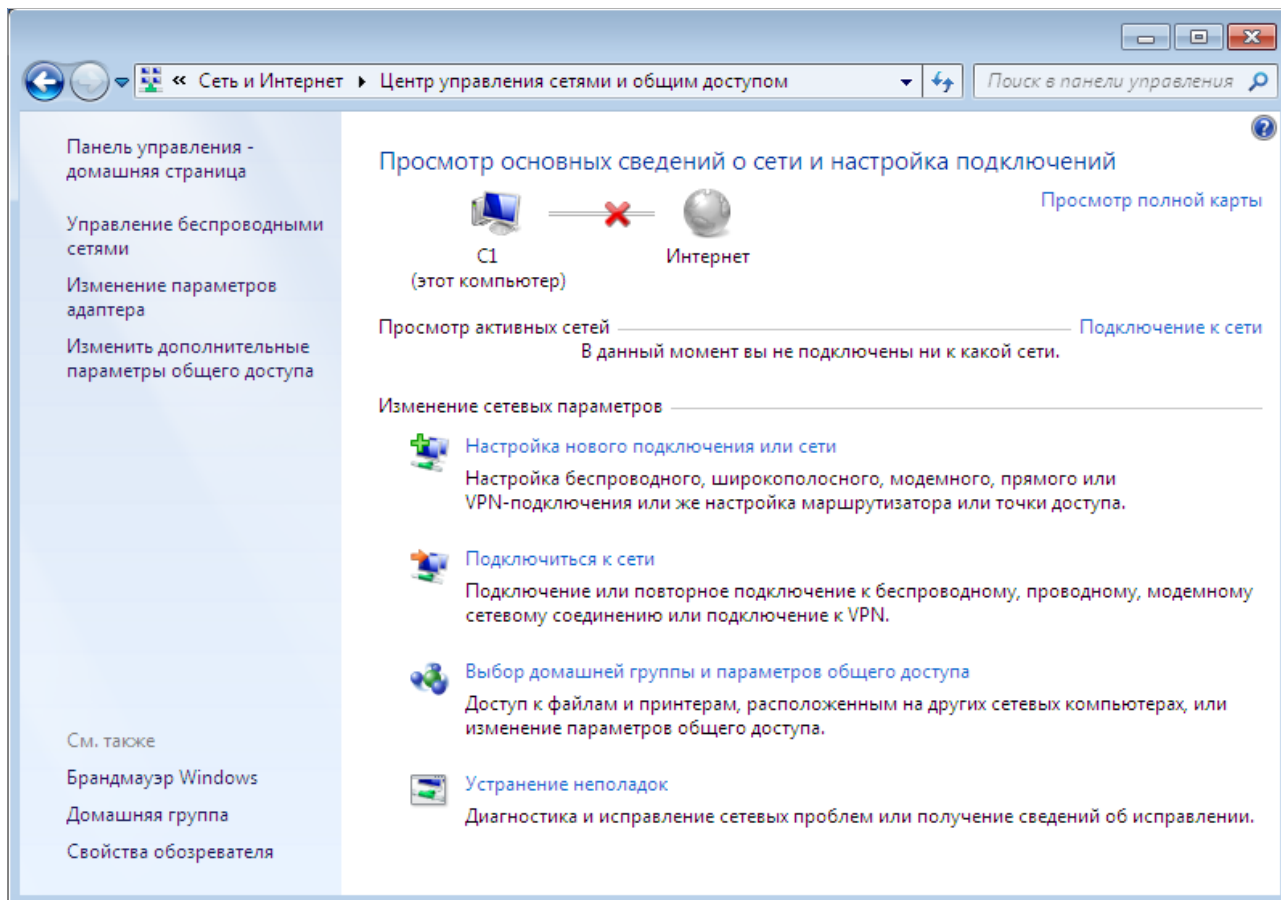 « Сеть и Интернет ▸ Центр управления сетями и общим доступом
Поиск в панели управления
Панель управления -
домашняя страница
Управление беспроводными
сетями
Изменение параметров
адаптера
Изменить дополнительные
параметры общего доступа
См. также
Брандмауэр Windows
Домашняя группа
Свойства обозревателя
Просмотр основных сведений о сети и настройка подключений
Просмотр полной карты
C1
(этот компьютер)
Интернет
Просмотр активных сетей
Подключение к сети
В данный момент вы не подключены ни к какой сети.
Изменение сетевых параметров
Настройка нового подключения или сети
Настройка беспроводного, широкополосного, модемного, прямого или
VPN-подключения или же настройка маршрутизатора или точки доступа.
Подключиться к сети
Подключение или повторное подключение к беспроводному, проводному, модемному
сетевому соединению или подключение к VPN.
Выбор домашней группы и параметров общего доступа
Доступ к файлам и принтерам, расположенным на других сетевых компьютерах, или
изменение параметров общего доступа.
Устранение неполадок
Диагностика и исправление сетевых проблем или получение сведений об исправлении.